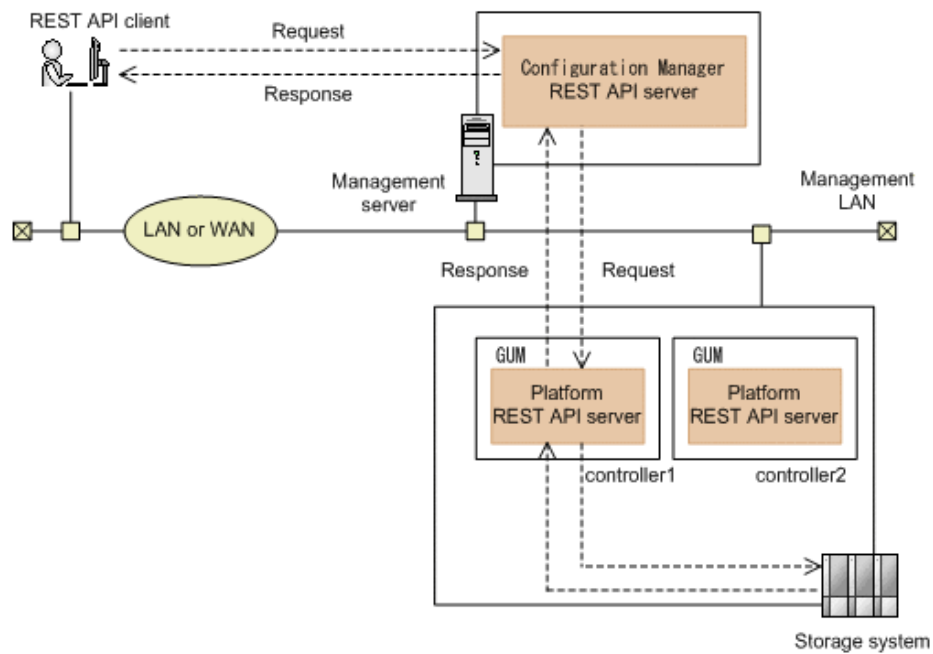 REST API client
Request
Response
Configuration Manager
REST API server
Management
server
Management
LAN
LAN or WAN
Response
Request
GUM
Platform
REST API server
controller1
GUM
Platform
REST API server
controller2
Storage system